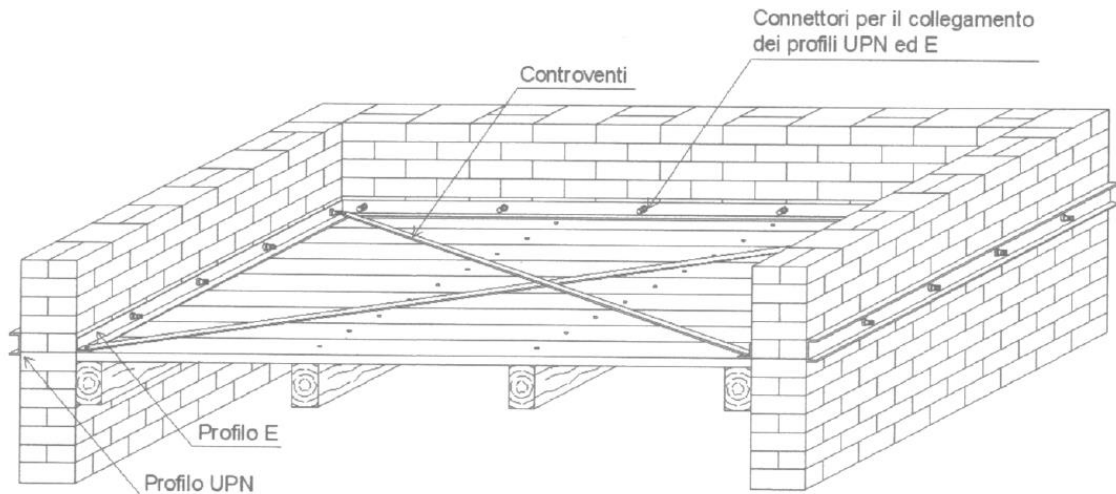 Connettori per il collegamento
dei profili UPN ed E
Controventi
Profilo E
Profilo UPN